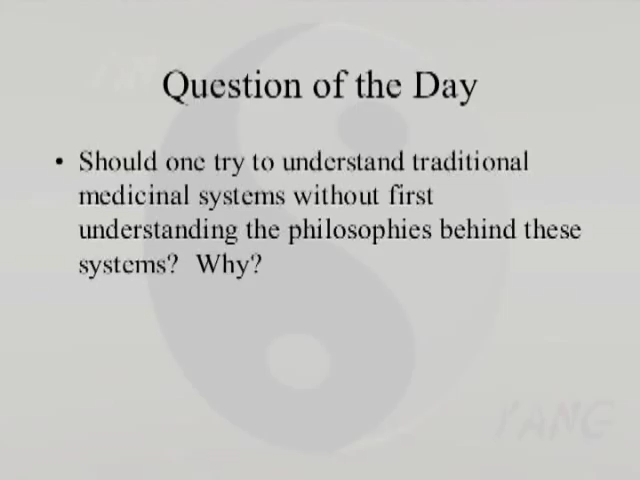 Question of the Day
• Should one try to understand traditional
medicinal systems without first
understanding the philosophies behind these
systems?  Why?
YANG